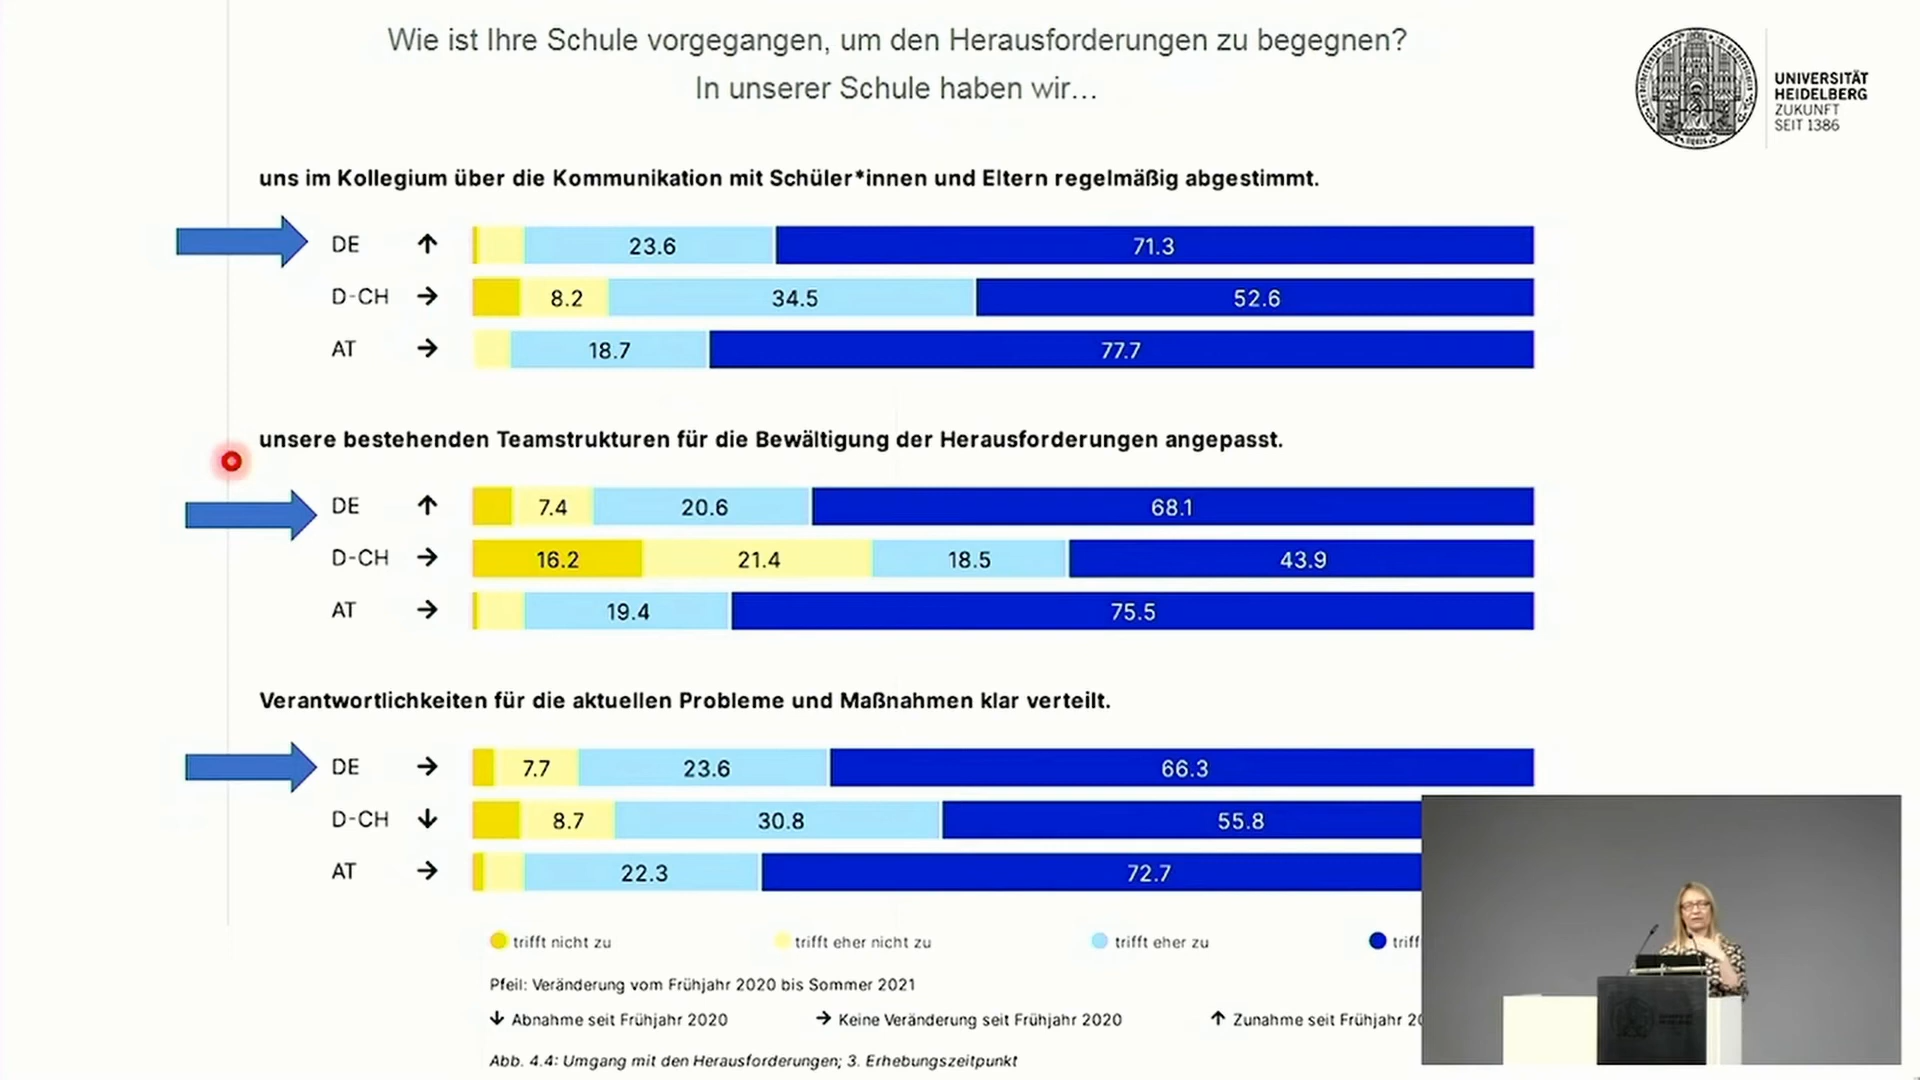 Wie ist Ihre Schule vorgegangen, um den Herausforderungen zu begegnen?
In unserer Schule haben wir...
UNIVERSITÄT
HEIDELBERG
ZUKUNFT
SEIT 1386
uns im Kollegium über die Kommunikation mit Schüler*innen und Eltern regelmäßig abgestimmt.
DE ↑ 23.6 71.3
D-CH → 8.2 34.5 52.6
AT → 18.7 77.7
unsere bestehenden Teamstrukturen für die Bewältigung der Herausforderungen angepasst.
DE ↑ 7.4 20.6 68.1
D-CH → 16.2 21.4 18.5 43.9
AT → 19.4 75.5
Verantwortlichkeiten für die aktuellen Probleme und Maßnahmen klar verteilt.
DE → 7.7 23.6 66.3
D-CH ↓ 8.7 30.8 55.8
AT → 22.3 72.7
trifft nicht zu trifft eher nicht zu trifft eher zu triff
Pfeil: Veränderung vom Frühjahr 2020 bis Sommer 2021
↓ Abnahme seit Frühjahr 2020 → Keine Veränderung seit Frühjahr 2020 ↑ Zunahme seit Frühjahr 20
Abb. 4.4: Umgang mit den Herausforderungen; 3. Erhebungszeitpunkt